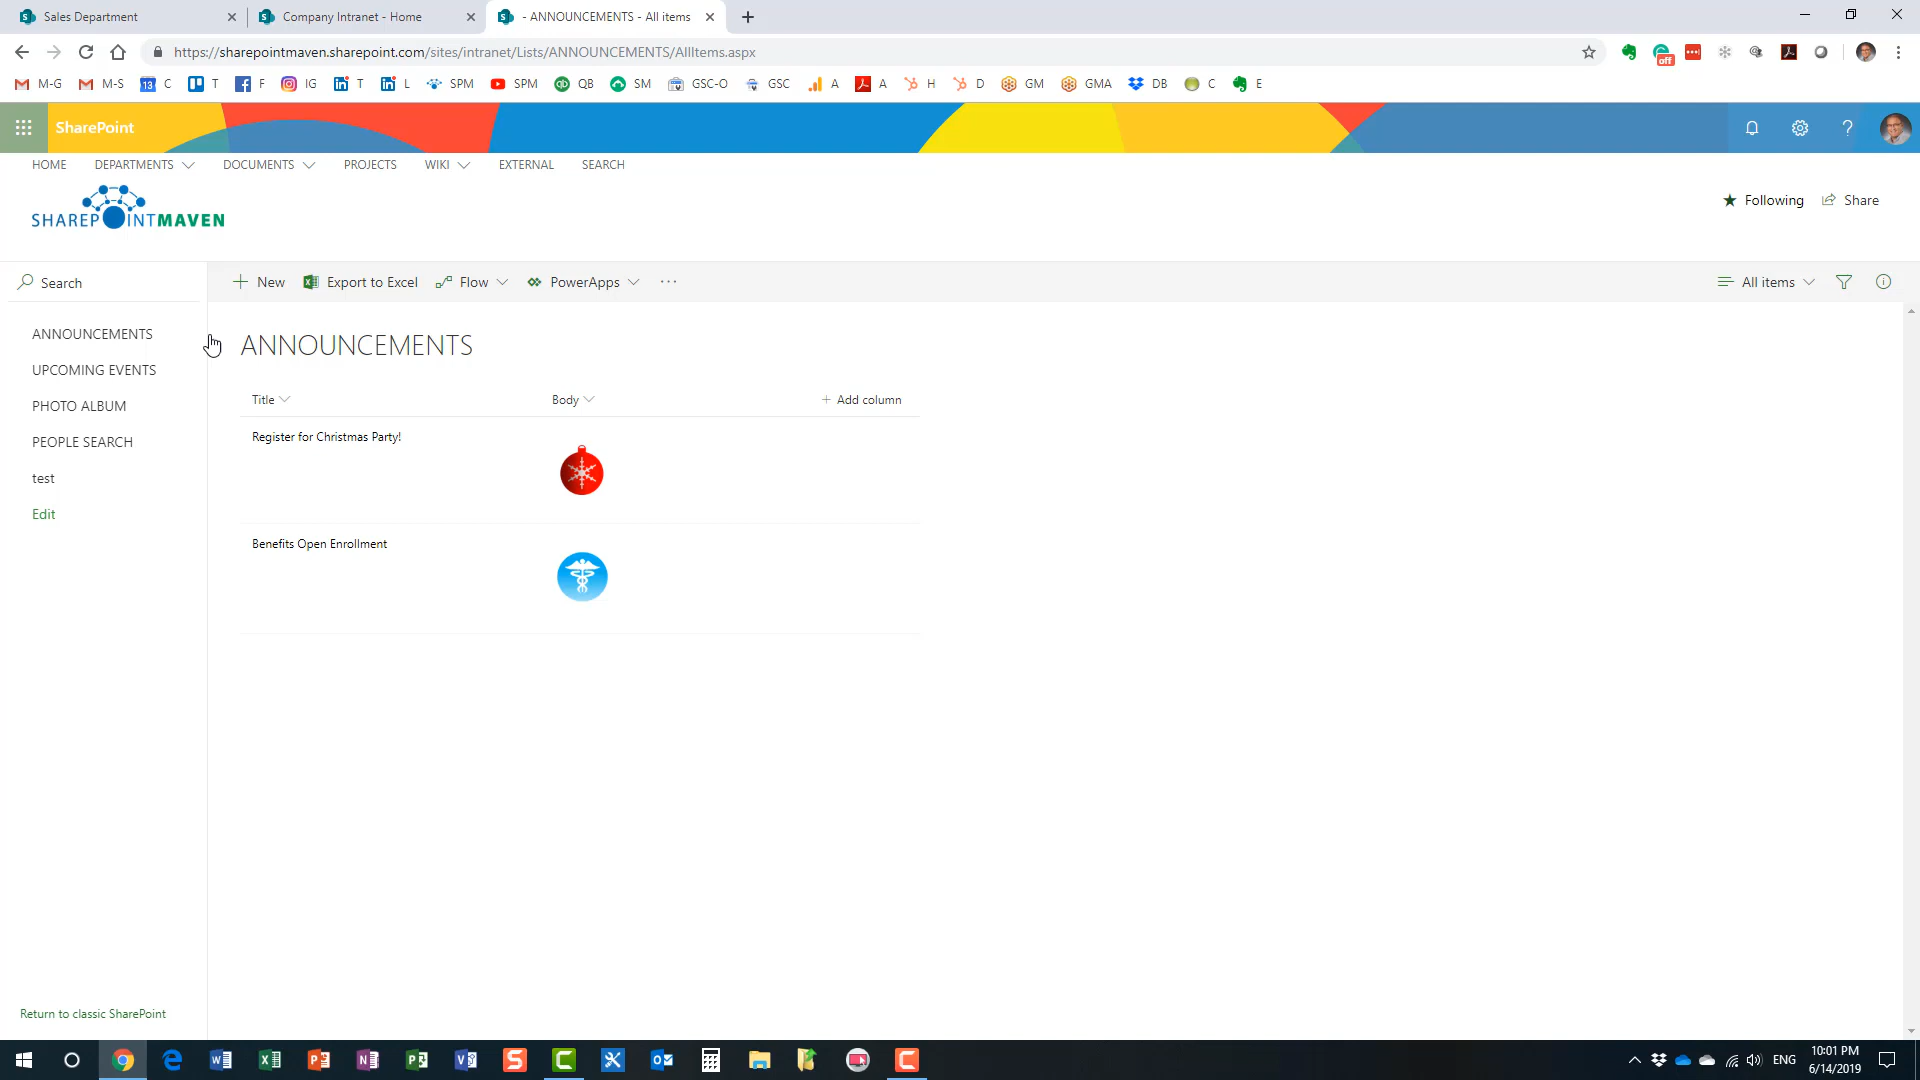 Sales Department
Company Intranet - Home
- ANNOUNCEMENTS - All items
https://sharepointmaven.sharepoint.com/sites/intranet/Lists/ANNOUNCEMENTS/AllItems.aspx
off
M-G
M-S
13
C
T
F
IG
T
L
SPM
SPM
QB
SM
GSC-O
GSC
A
A
H
D
GM
GMA
DB
C
E
SharePoint
HOME
DEPARTMENTS
DOCUMENTS
PROJECTS
WIKI
EXTERNAL
SEARCH
SHAREPOINTMAVEN
Following
Share
Search
New
Export to Excel
Flow
PowerApps
All items
ANNOUNCEMENTS
UPCOMING EVENTS
PHOTO ALBUM
PEOPLE SEARCH
test
Edit
ANNOUNCEMENTS
Title
Body
Add column
Register for Christmas Party!
Benefits Open Enrollment
Return to classic SharePoint
ENG
10:01 PM
6/14/2019